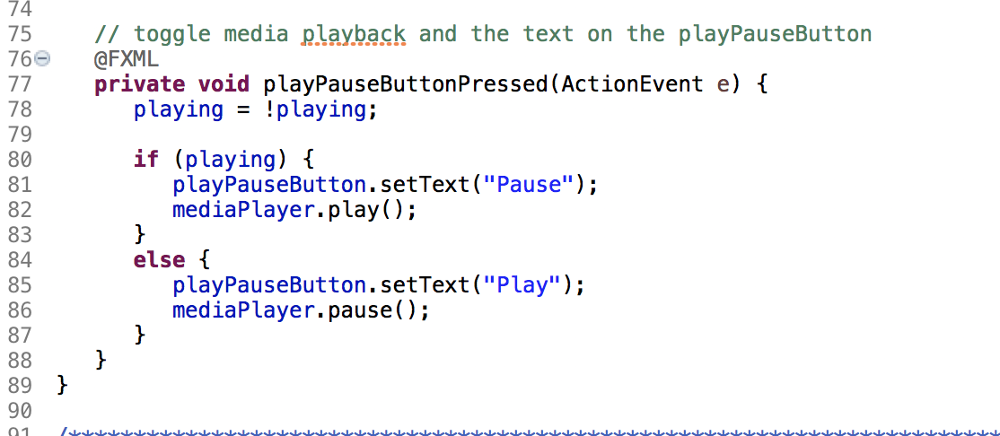 74
75 // toggle media playback and the text on the playPauseButton
76 @FXML
77 private void playPauseButtonPressed(ActionEvent e) {
78 playing = !playing;
79
80 if (playing) {
81 playPauseButton.setText("Pause");
82 mediaPlayer.play();
83 }
84 else {
85 playPauseButton.setText("Play");
86 mediaPlayer.pause();
87 }
88 }
89 }
90
91 /*************************************************************************